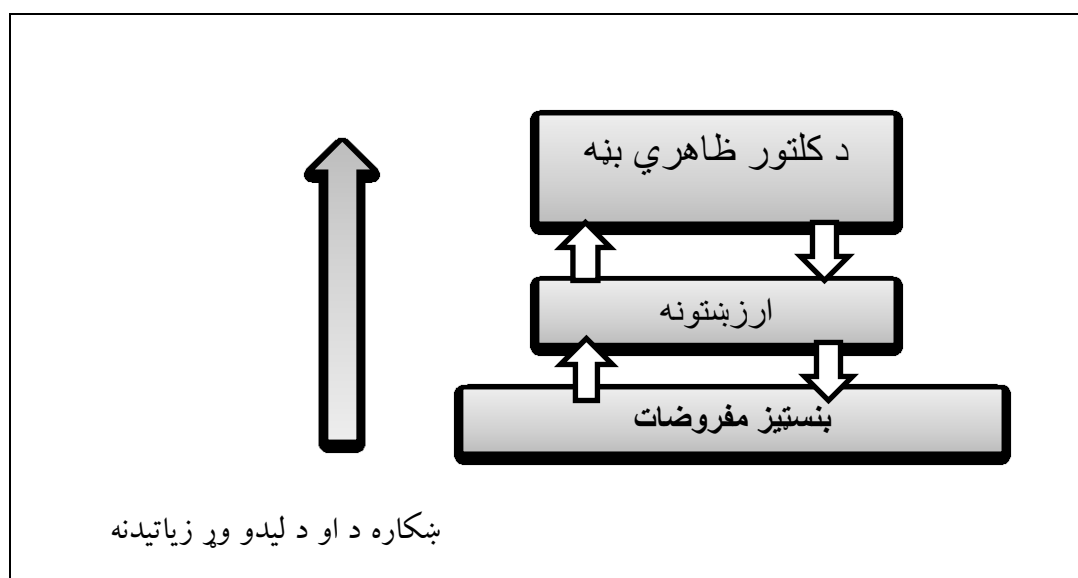 د کلتور ظاهري بڼه
ارزښتونه
بنسټيز مفروضات
ښکاره د او د ليدو وړ زياتيدنه